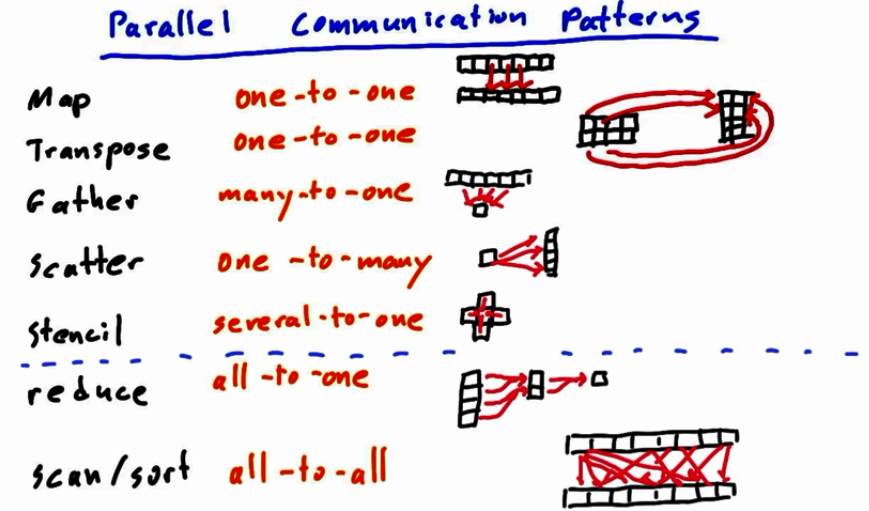 Parallel Communication Patterns
Map one-to-one
Transpose one-to-one
Gather many-to-one
Scatter one-to-many
Stencil several-to-one
reduce all-to-one
scan/sort all-to-all